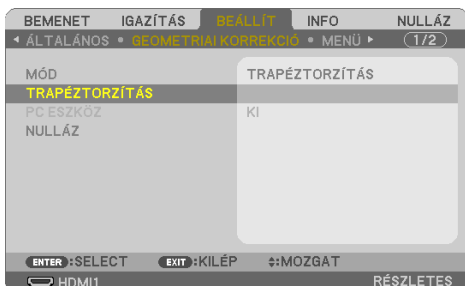 BEMENET IGAZÍTÁS BEÁLLÍT INFO NULLÁZ
ÁLTALÁNOS • GEOMETRIAI KORREKCIÓ • MENÜ 1/2
MÓD TRAPÉZTORZÍTÁS
TRAPÉZTORZÍTÁS
PC ESZKÖZ KI
NULLÁZ
ENTER :SELECT EXIT :KILÉP :MOZGAT
HDMI1 RÉSZLETES